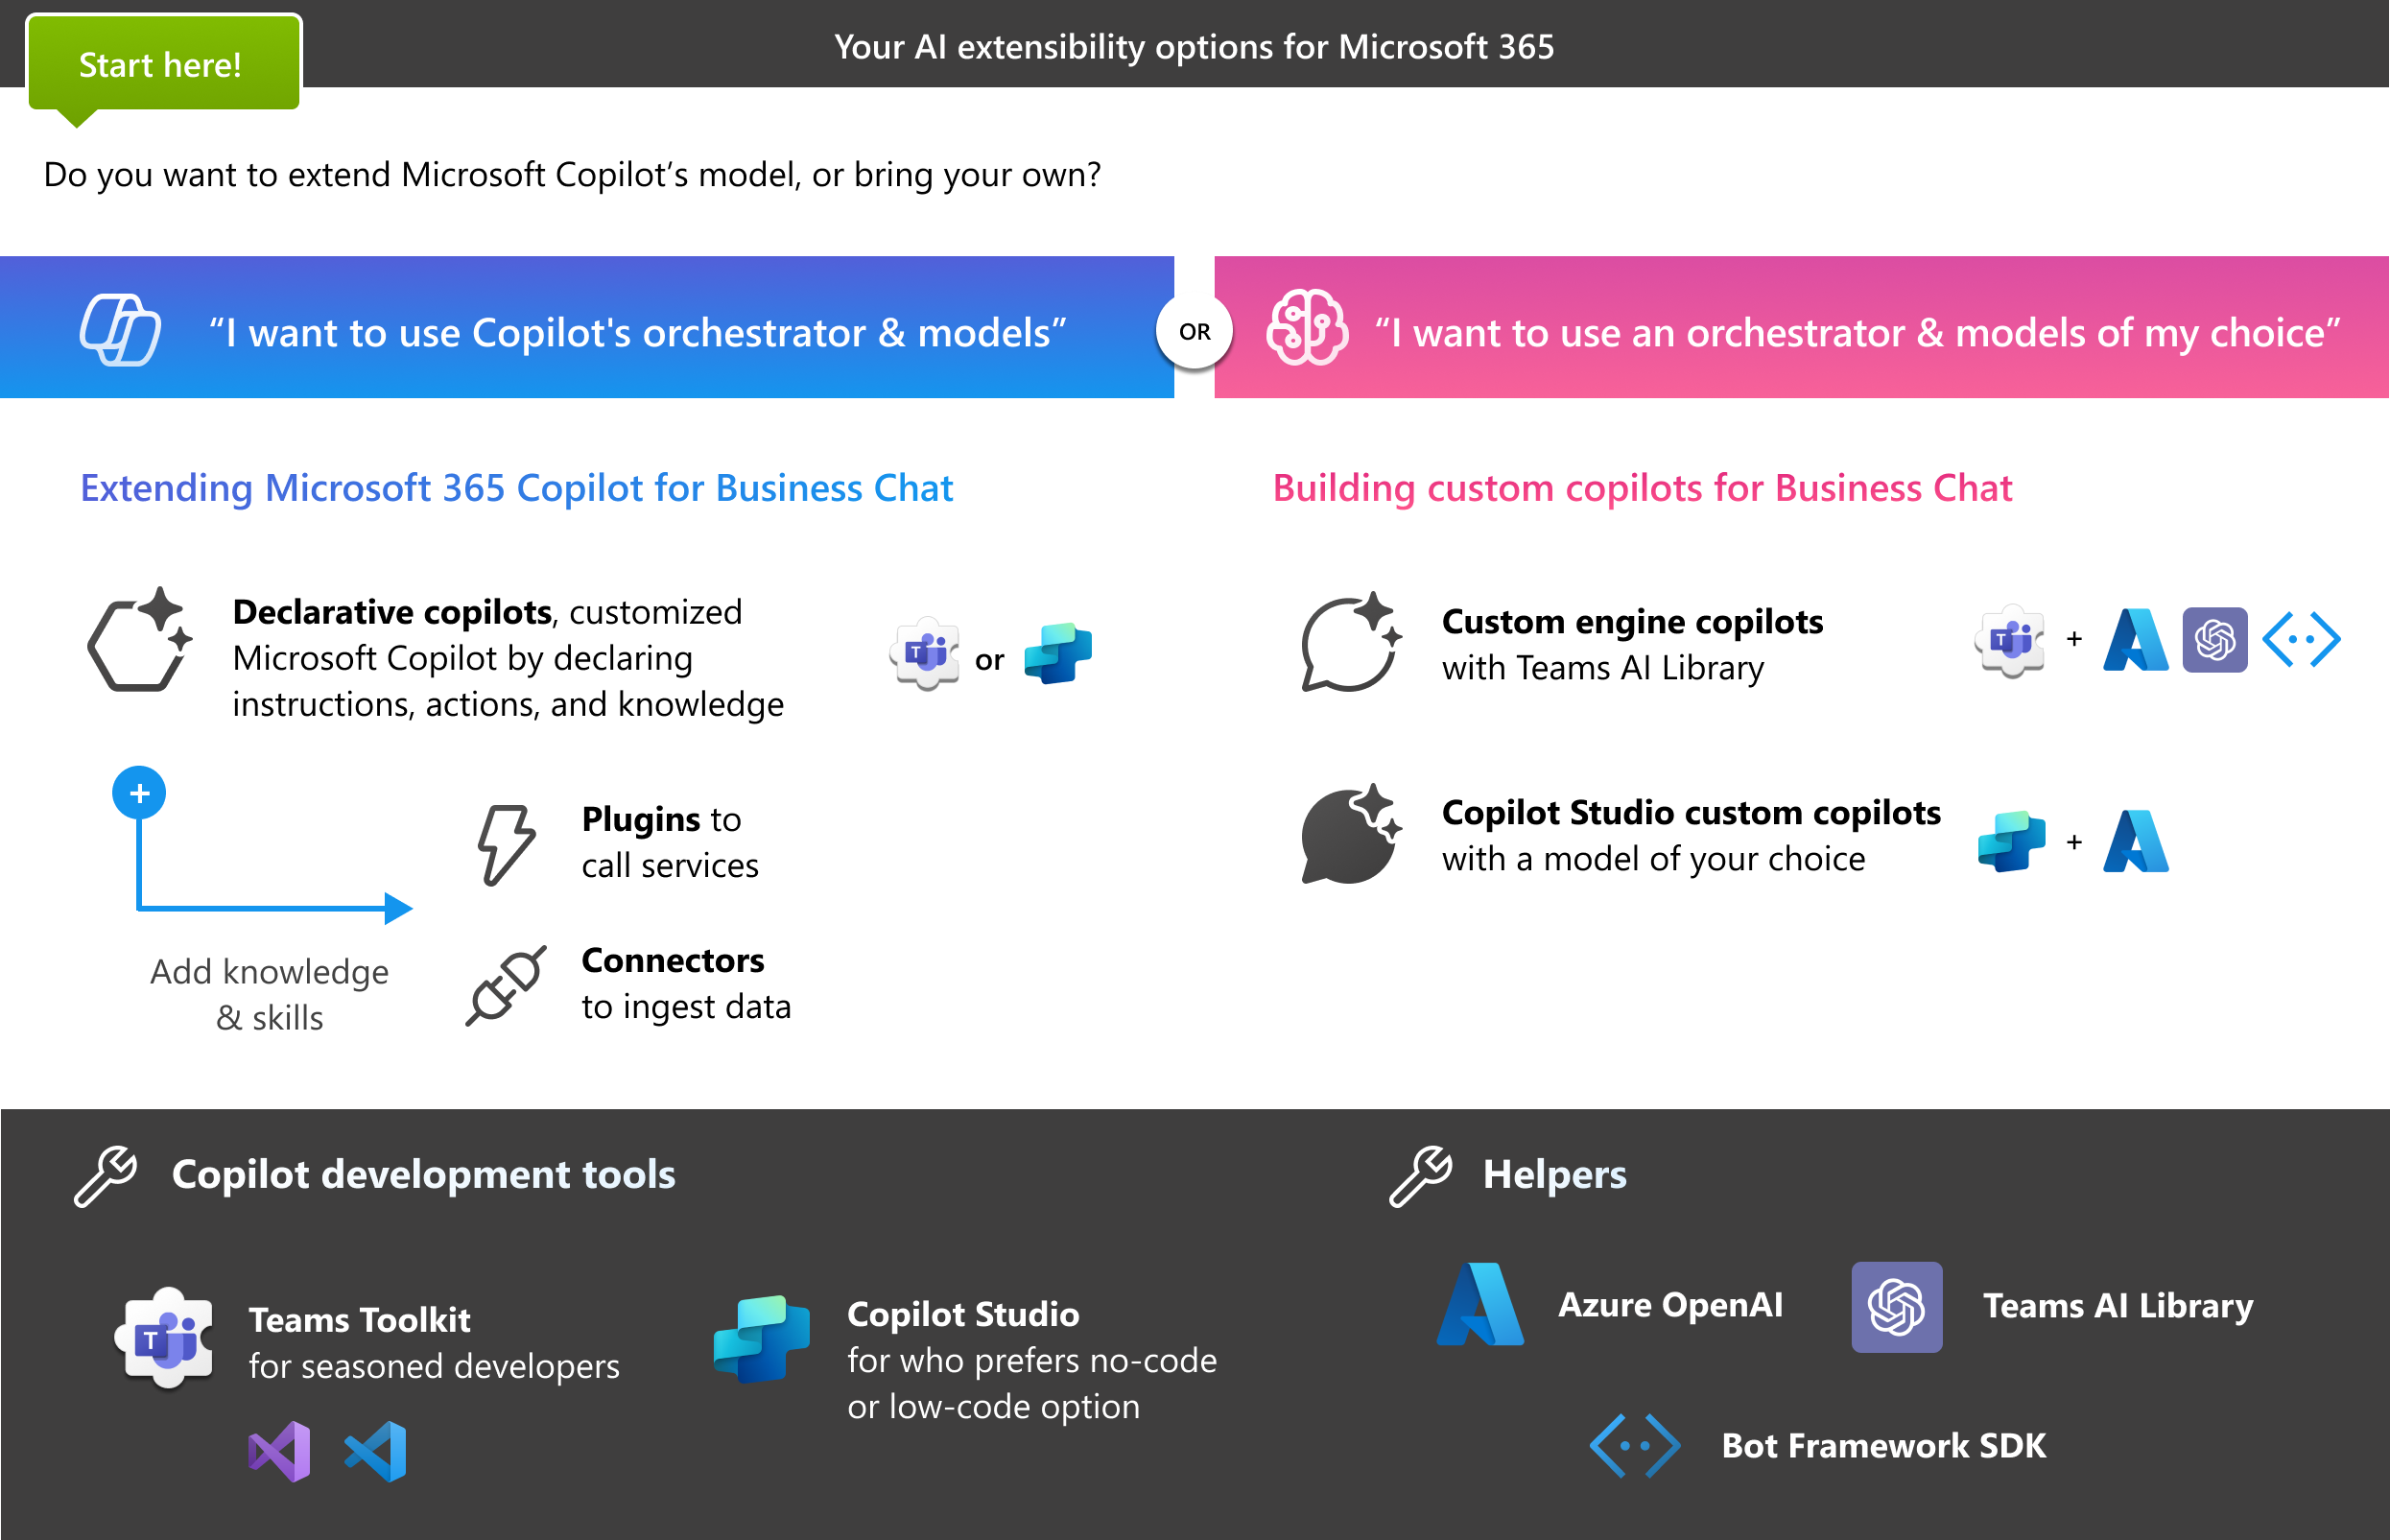 Start here!
Your AI extensibility options for Microsoft 365
Do you want to extend Microsoft Copilot’s model, or bring your own?
“I want to use Copilot's orchestrator & models”
OR
“I want to use an orchestrator & models of my choice”
Extending Microsoft 365 Copilot for Business Chat
Declarative copilots, customized
Microsoft Copilot by declaring
instructions, actions, and knowledge
T
or
+
Add knowledge
& skills
Plugins to
call services
Connectors
to ingest data
Building custom copilots for Business Chat
Custom engine copilots
with Teams AI Library
T
+
Copilot Studio custom copilots
with a model of your choice
+
Copilot development tools
T
Teams Toolkit
for seasoned developers
Copilot Studio
for who prefers no-code
or low-code option
Helpers
Azure OpenAI
Teams AI Library
Bot Framework SDK